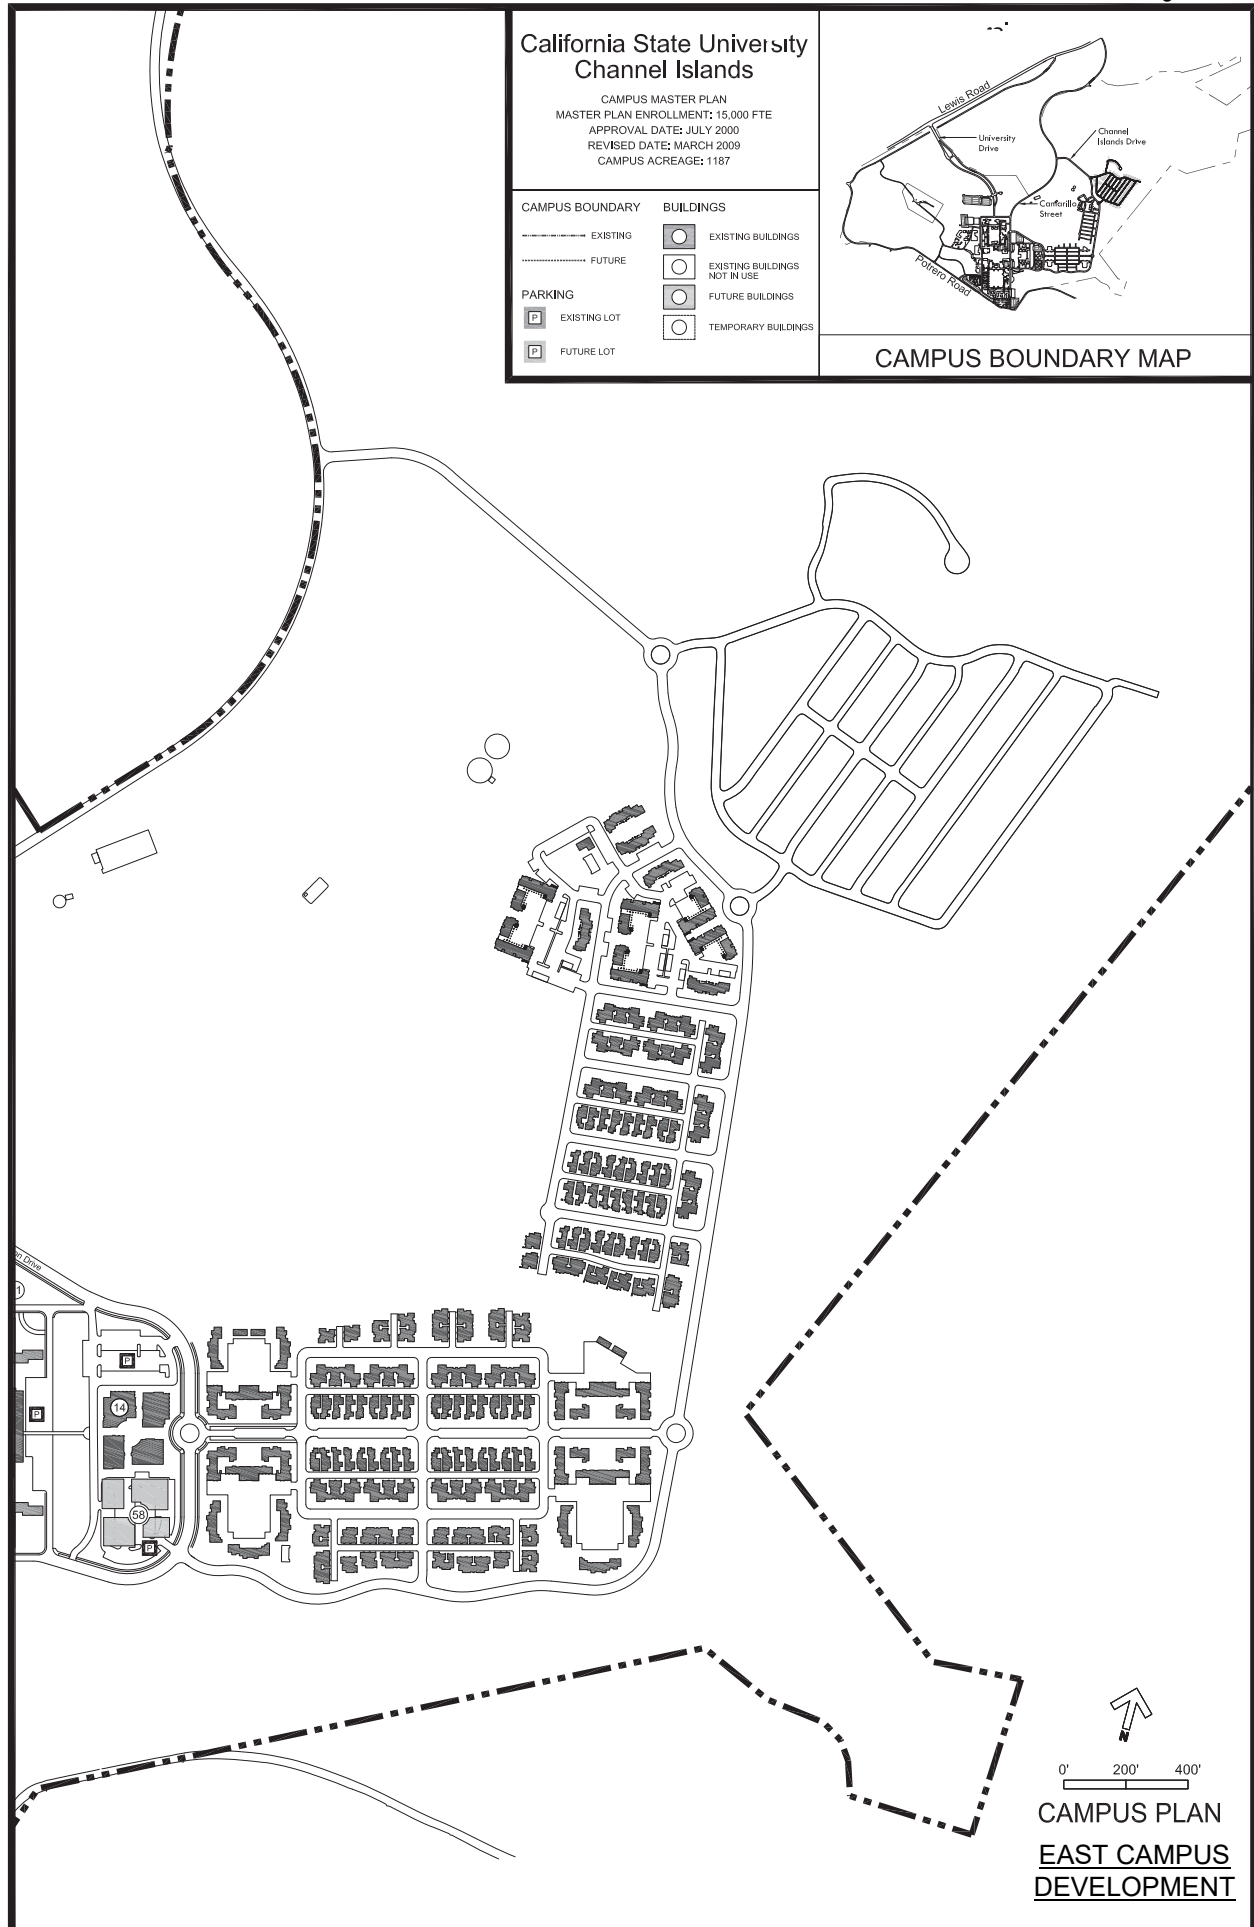 California State University
Channel Islands
CAMPUS MASTER PLAN
MASTER PLAN ENROLLMENT: 15,000 FTE
APPROVAL DATE: JULY 2000
REVISED DATE: MARCH 2009
CAMPUS ACREAGE: 1187
CAMPUS BOUNDARY
EXISTING
FUTURE
PARKING
P EXISTING LOT
P FUTURE LOT
BUILDINGS
EXISTING BUILDINGS
EXISTING BUILDINGS
NOT IN USE
FUTURE BUILDINGS
TEMPORARY BUILDINGS
Lewis Road
University
Drive
Channel
Islands Drive
Camarillo
Street
Potrero Road
CAMPUS BOUNDARY MAP
on Drive
1
P
P
14
58
P
N
0' 200' 400'
CAMPUS PLAN
EAST CAMPUS
DEVELOPMENT